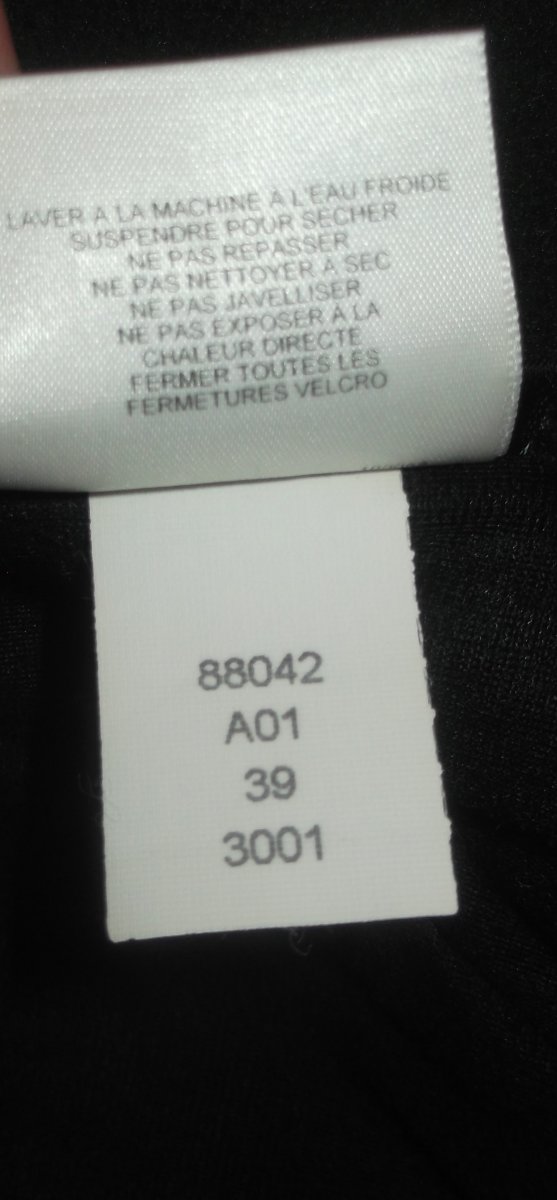 LAVER A LA MACHINE À L'EAU FROIDE
SUSPENDRE POUR SÉCHER
NE PAS REPASSER
NE PAS NETTOYER À SEC
NE PAS JAVELLISER
NE PAS EXPOSER À LA
CHALEUR DIRECTE
FERMER TOUTES LES
FERMETURES VELCRO
88042
A01
39
3001